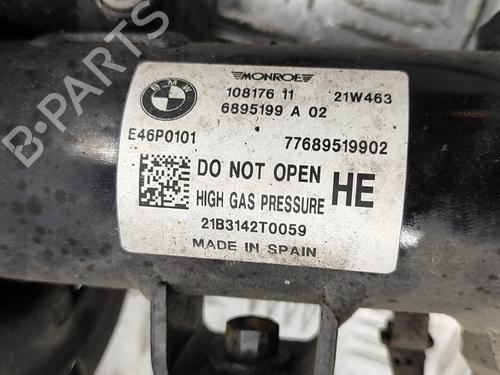 B-PARTS
BMW
MONROE
108176 11 21W463
6895199 A 02
E46P0101 77689519902
DO NOT OPEN
HIGH GAS PRESSURE
HE
21B3142T0059
MADE IN SPAIN
B-PARTS